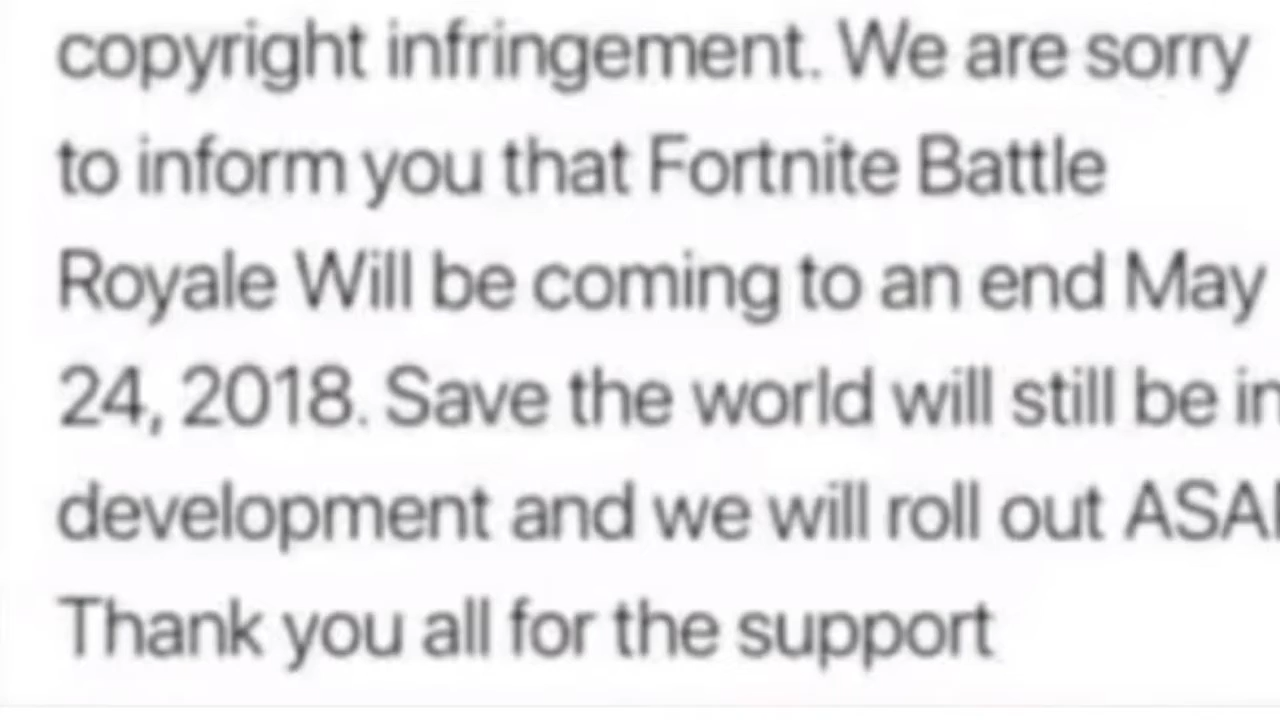 copyright infringement. We are sorry
to inform you that Fortnite Battle
Royale Will be coming to an end May
24, 2018. Save the world will still be in
development and we will roll out ASAP
Thank you all for the support